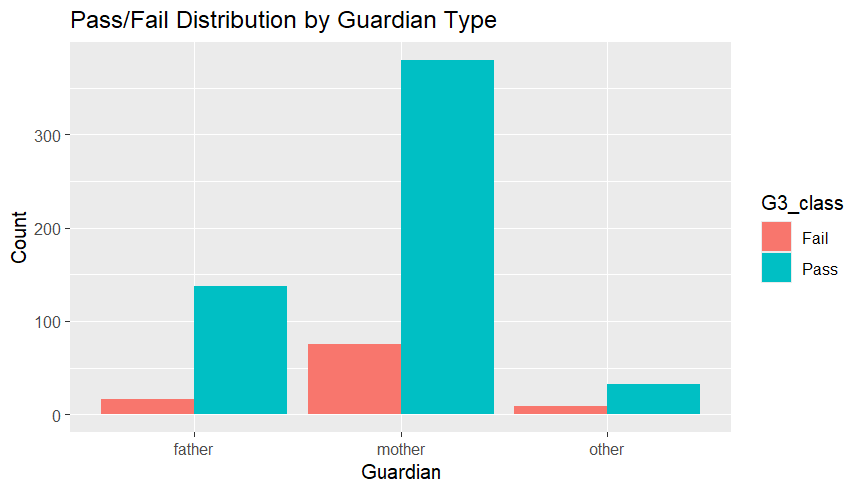 Pass/Fail Distribution by Guardian Type
300
200
100
0
Count
father mother other
Guardian
G3_class
Fail
Pass